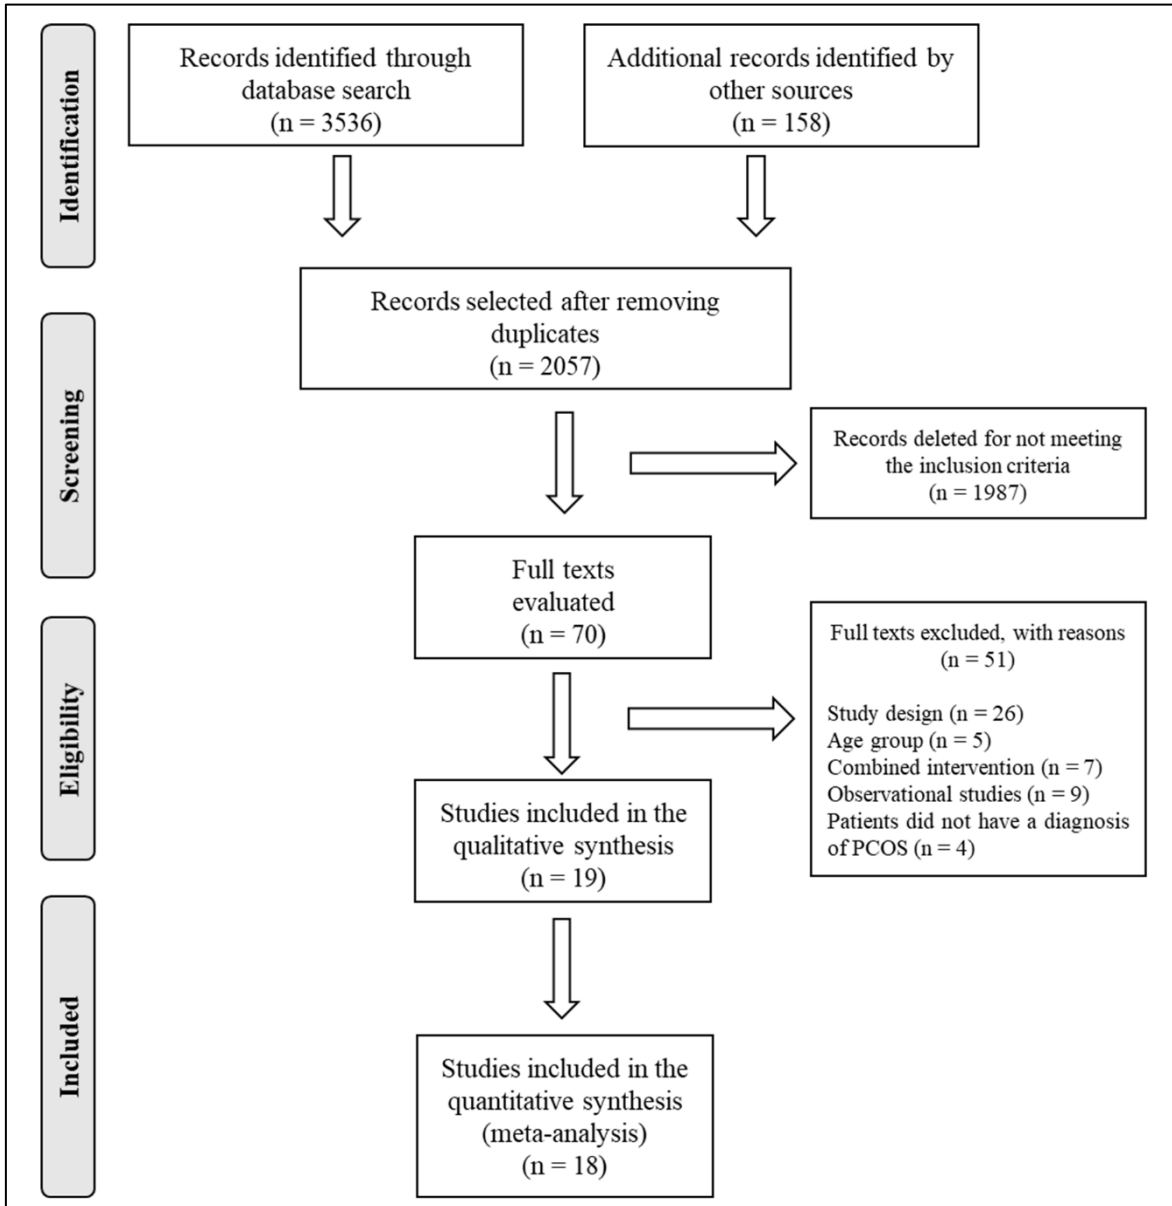 Identification
Records identified through
database search
(n = 3536)
Additional records identified by
other sources
(n = 158)
Records selected after removing
duplicates
(n = 2057)
Screening
Records deleted for not meeting
the inclusion criteria
(n = 1987)
Full texts
evaluated
(n = 70)
Eligibility
Full texts excluded, with reasons
(n = 51)
Study design (n = 26)
Age group (n = 5)
Combined intervention (n = 7)
Observational studies (n = 9)
Patients did not have a diagnosis
of PCOS (n = 4)
Studies included in the
qualitative synthesis
(n = 19)
Included
Studies included in the
quantitative synthesis
(meta-analysis)
(n = 18)